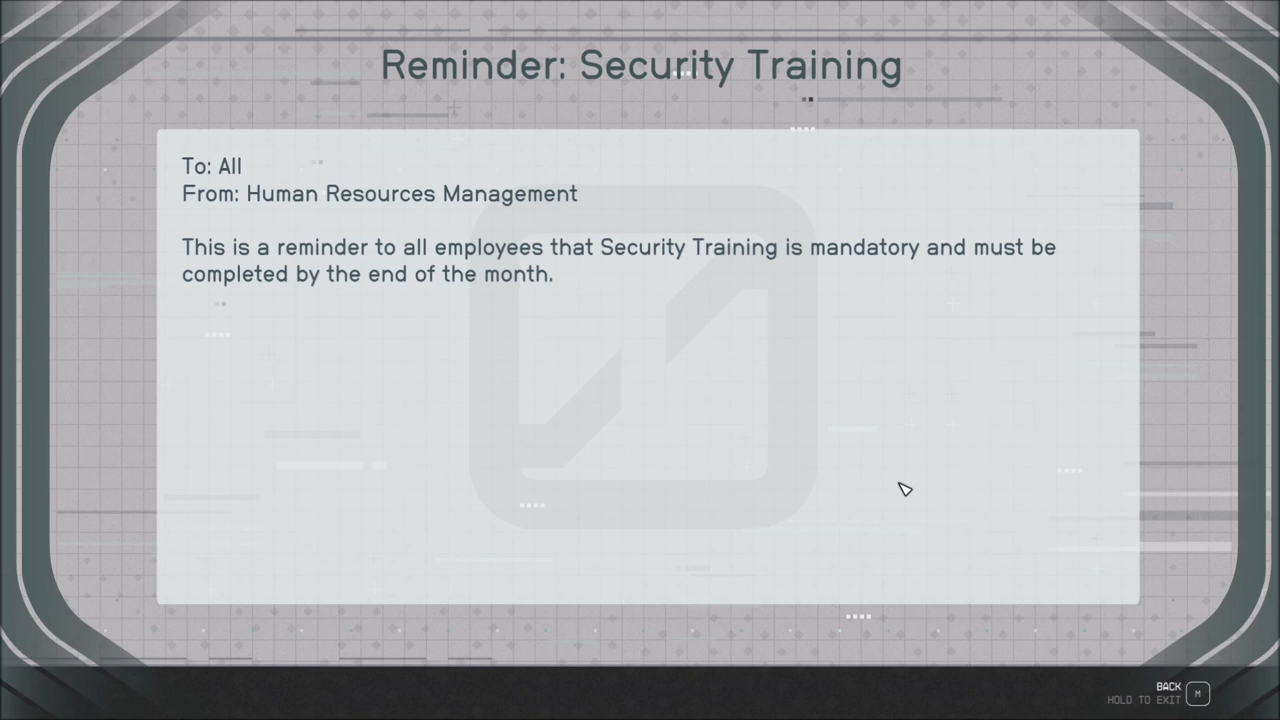 Reminder: Security Training
To: All
From: Human Resources Management
This is a reminder to all employees that Security Training is mandatory and must be
completed by the end of the month.
BACK
HOLD TO EXIT M